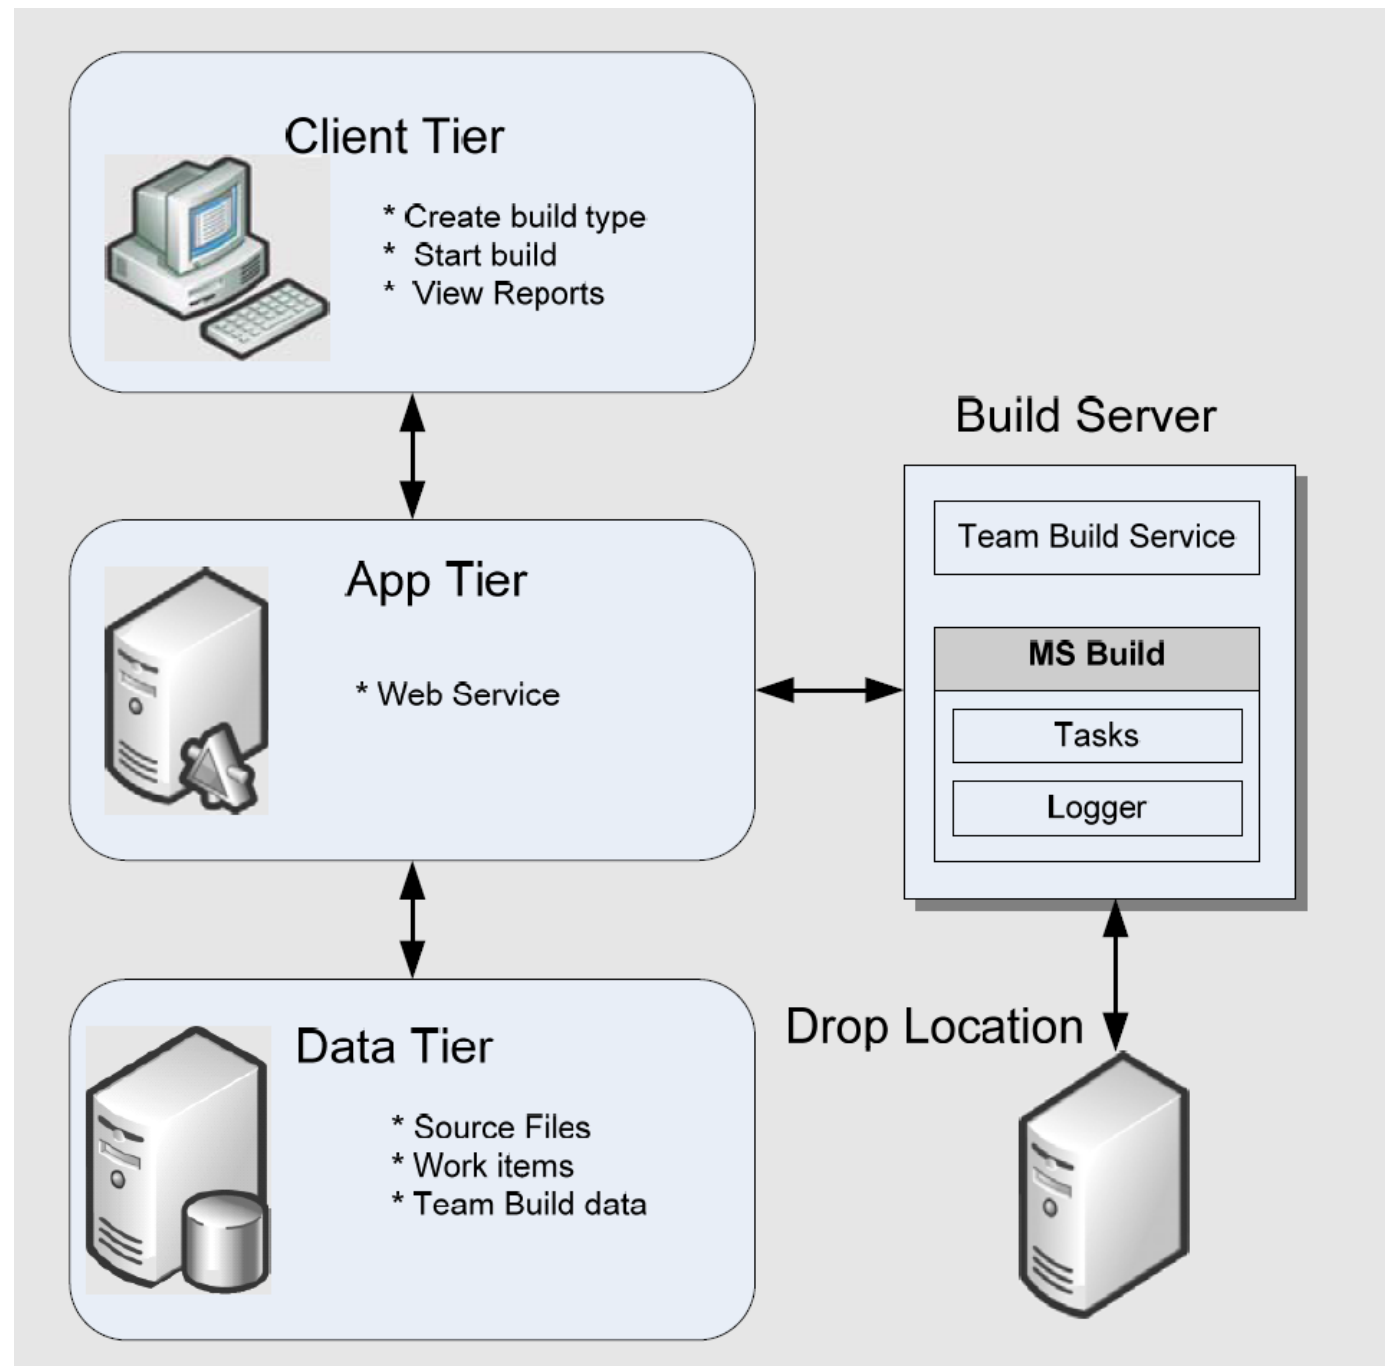 Client Tier
* Create build type
* Start build
* View Reports
App Tier
* Web Service
Data Tier
* Source Files
* Work items
* Team Build data
Build Server
Team Build Service
MS Build
Tasks
Logger
Drop Location